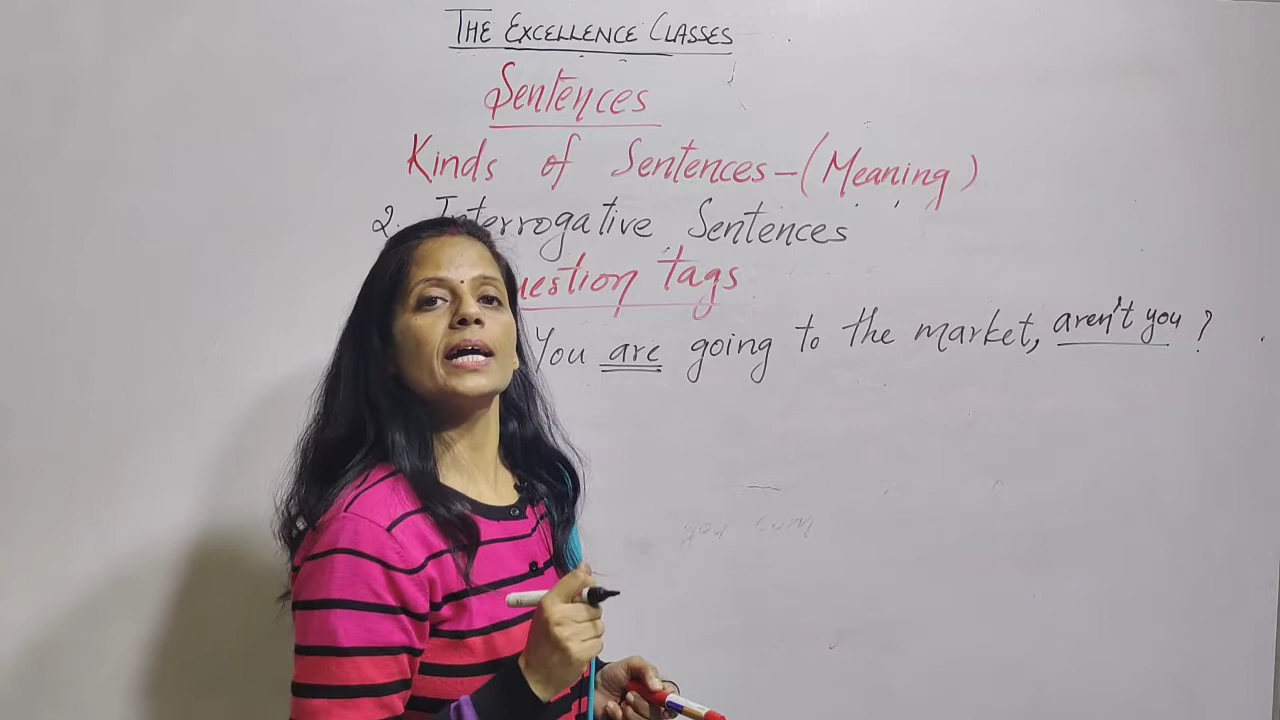 THE EXCELLENCE CLASSES
Sentences
Kinds of Sentences - (Meaning)
2. Interrogative Sentences
uestion tags
You are going to the market, aren't you ?